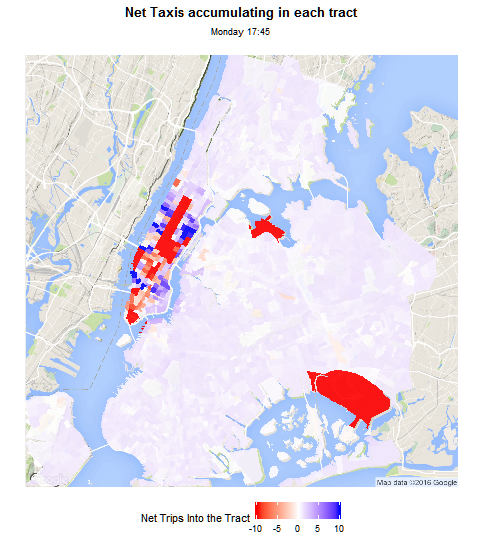 Net Taxis accumulating in each tract
Monday 17:45
Map data ©2016 Google
Net Trips Into the Tract
-10 -5 0 5 10